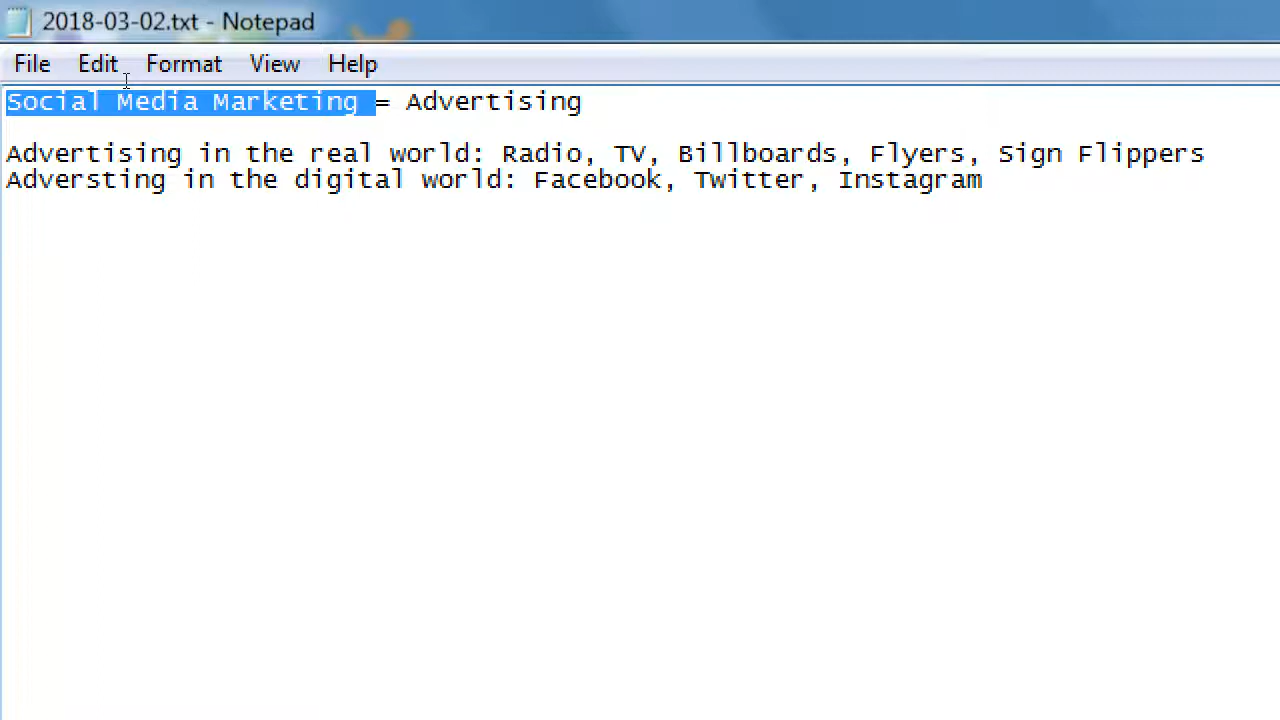 2018-03-02.txt - Notepad
File Edit Format View Help
Social Media Marketing = Advertising
Advertising in the real world: Radio, TV, Billboards, Flyers, Sign Flippers
Adversting in the digital world: Facebook, Twitter, Instagram